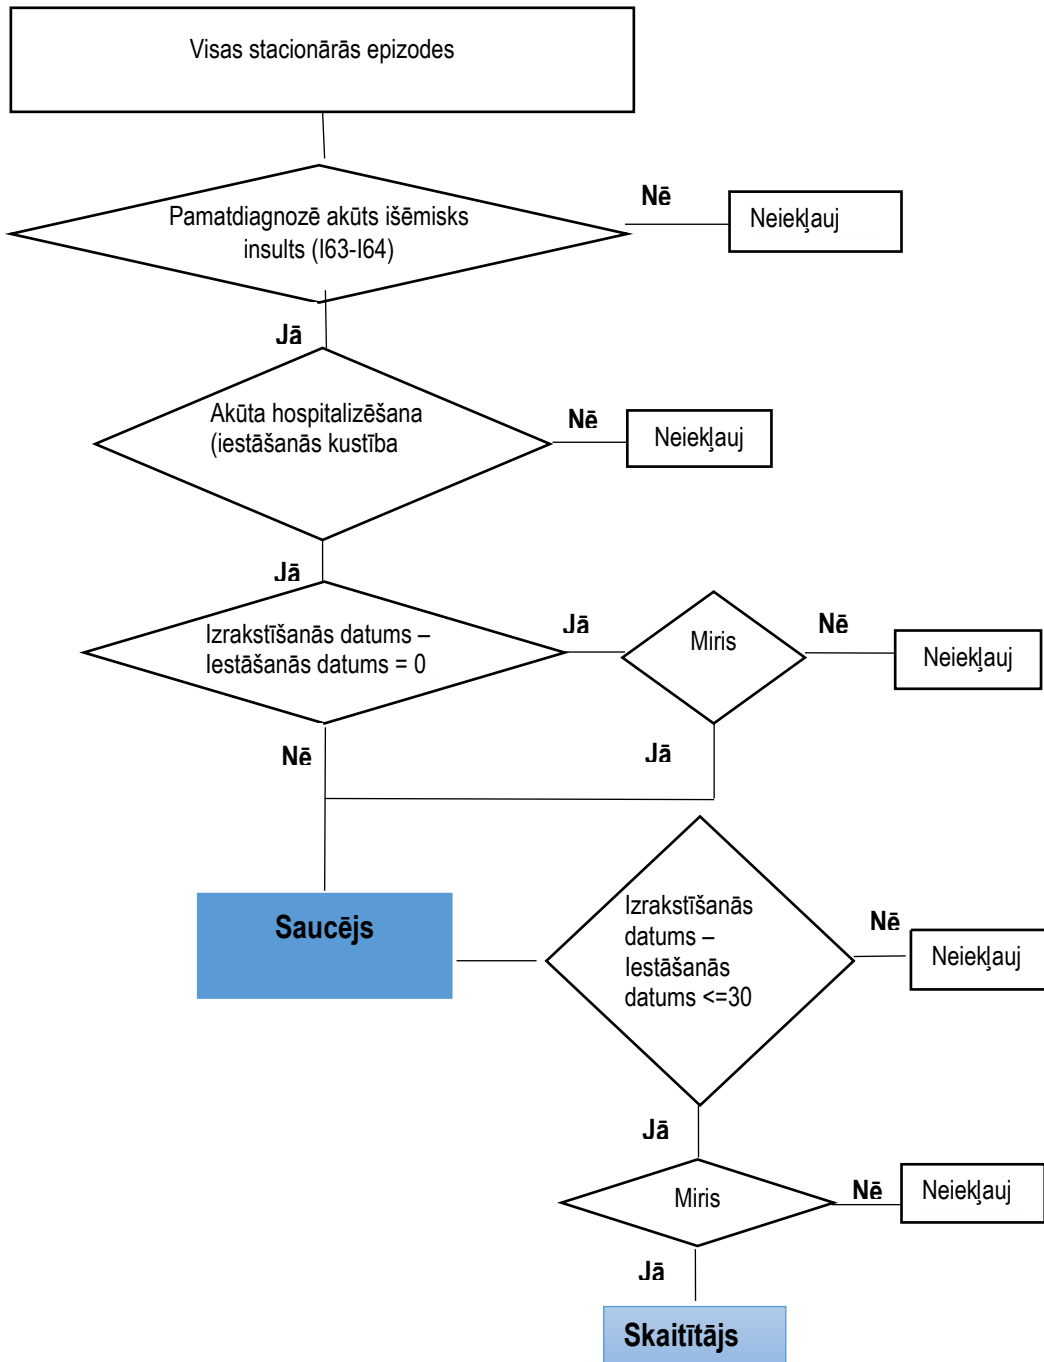 Visas stacionārās epizodes
Pamatdiagnozē akūts išēmisks
insults (I63-I64)
Nē
Neiekļauj
Jā
Akūta hospitalizēšana
(iestāšanās kustība
Nē
Neiekļauj
Jā
Izrakstīšanās datums –
Iestāšanās datums = 0
Jā
Miris
Nē
Neiekļauj
Nē
Jā
Saucējs
Izrakstīšanās
datums –
Iestāšanās
datums <=30
Nē
Neiekļauj
Jā
Miris
Nē
Neiekļauj
Jā
Skaitītājs